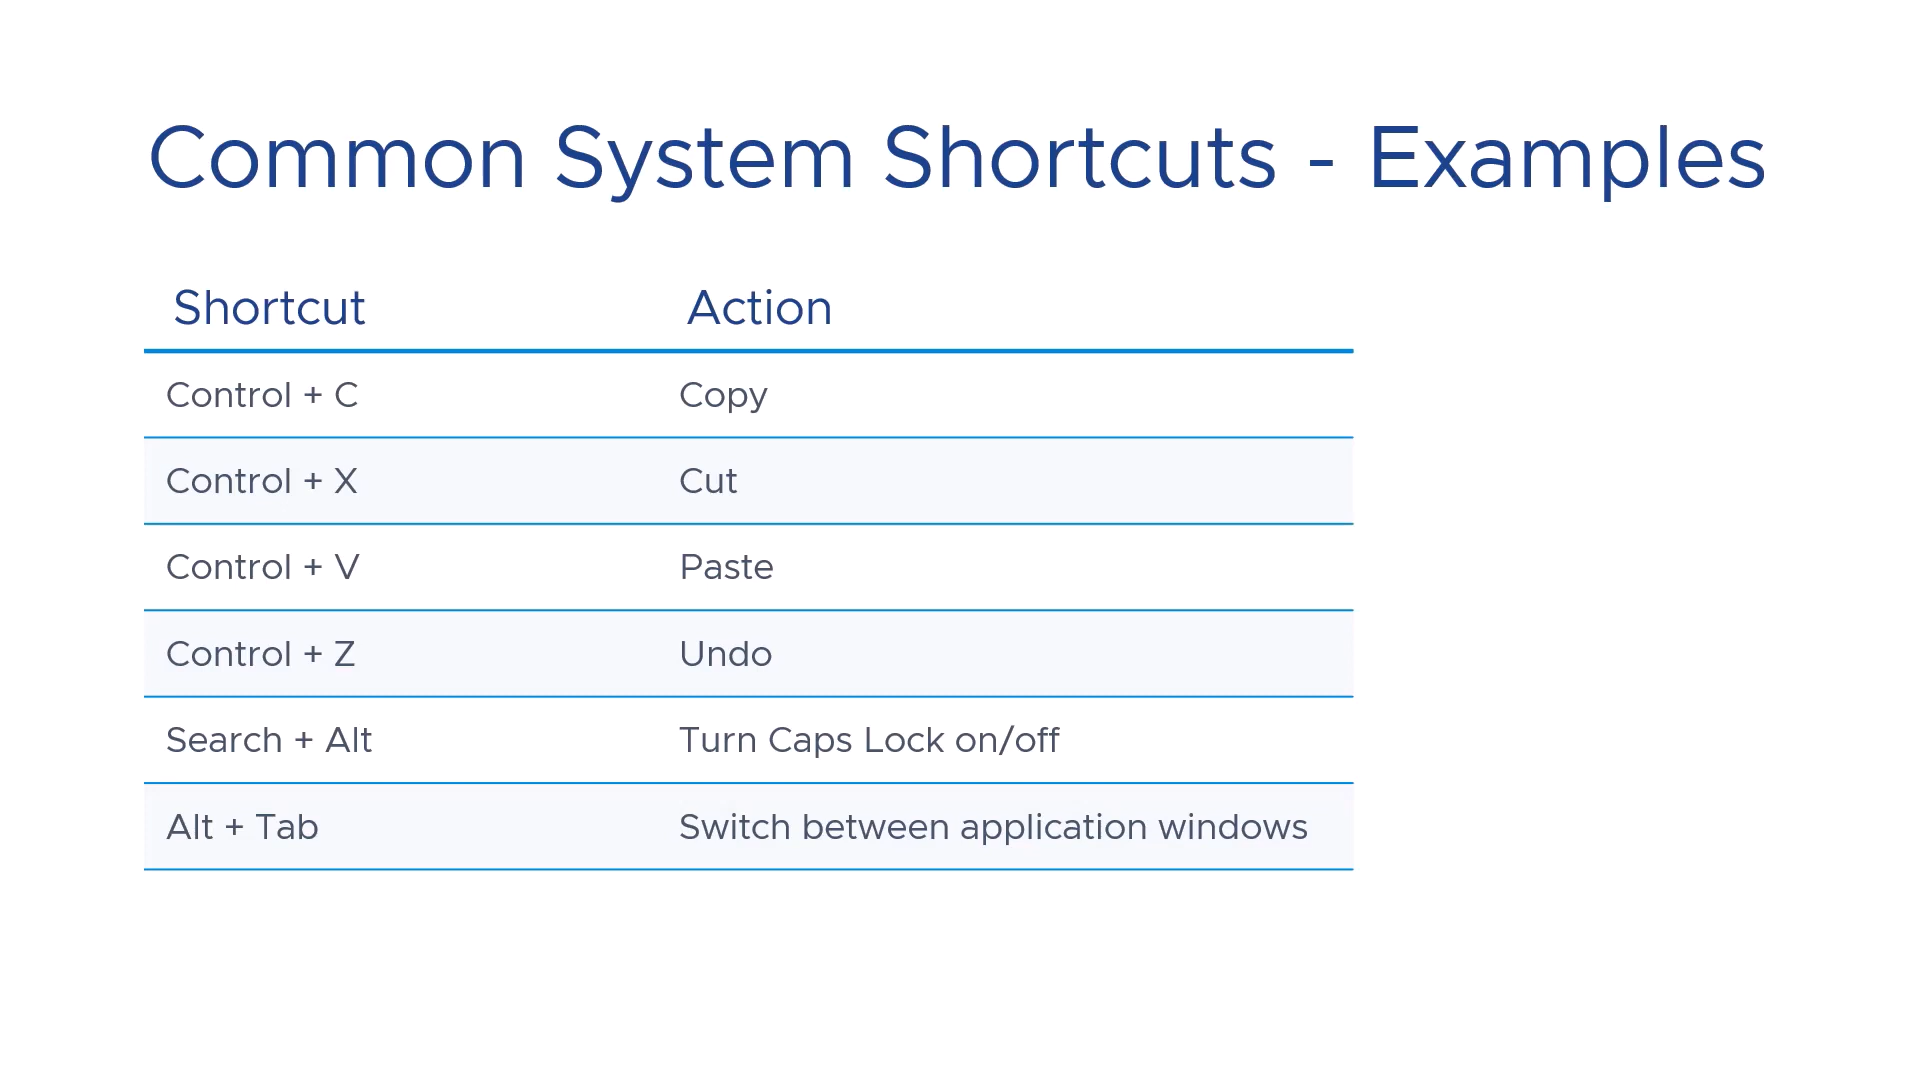 Common System Shortcuts - Examples
Shortcut Action
Control + C Copy
Control + X Cut
Control + V Paste
Control + Z Undo
Search + Alt Turn Caps Lock on/off
Alt + Tab Switch between application windows